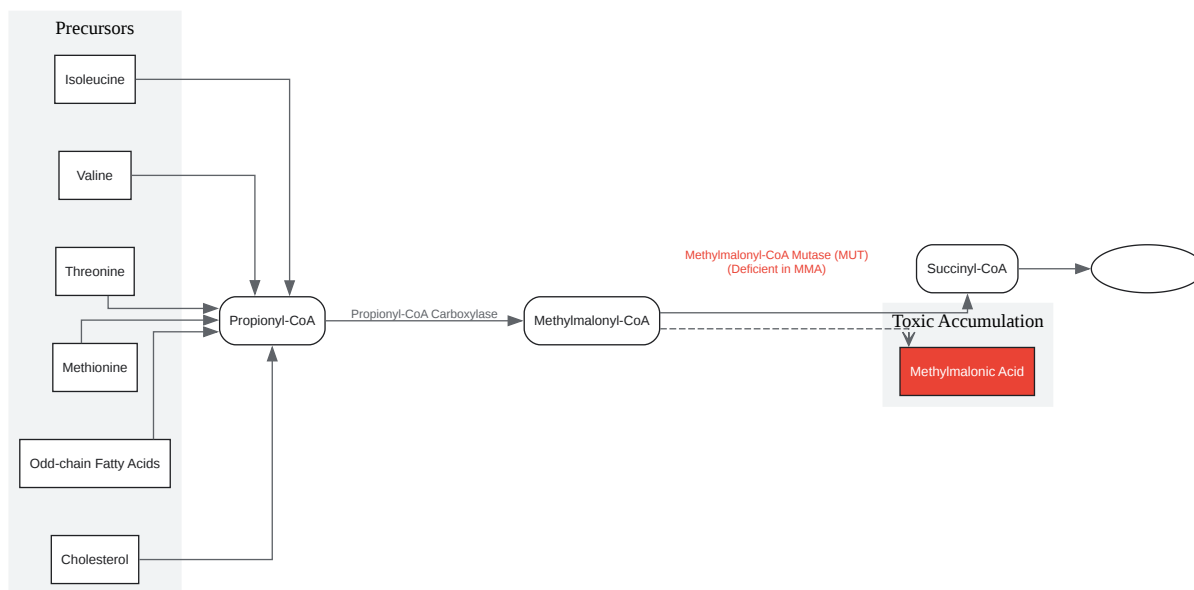 Precursors
Isoleucine
Valine
Threonine
Methionine
Odd-chain Fatty Acids
Cholesterol
Propionyl-CoA
Propionyl-CoA Carboxylase
Methylmalonyl-CoA
Methylmalonyl-CoA Mutase (MUT)
(Deficient in MMA)
Succinyl-CoA
Toxic Accumulation
Methylmalonic Acid